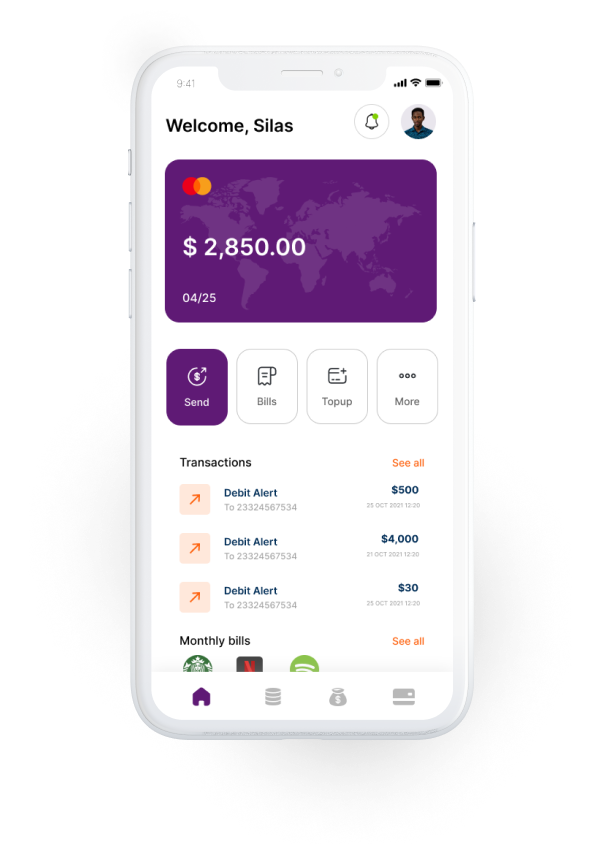 9:41
Welcome, Silas
$ 2,850.00
04/25
Send
Bills
Topup
More
Transactions
See all
Debit Alert
$500
To 23324567534
25 OCT 2021 12:20
Debit Alert
$4,000
To 23324567534
21 OCT 2021 12:20
Debit Alert
$30
To 23324567534
25 OCT 2021 12:20
Monthly bills
See all